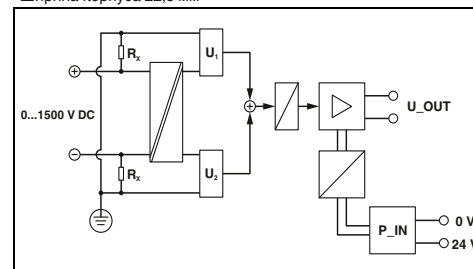 U₁
Rₓ
U_OUT
0...1500 V DC
Rₓ
U₂
0 V
P_IN
24 V